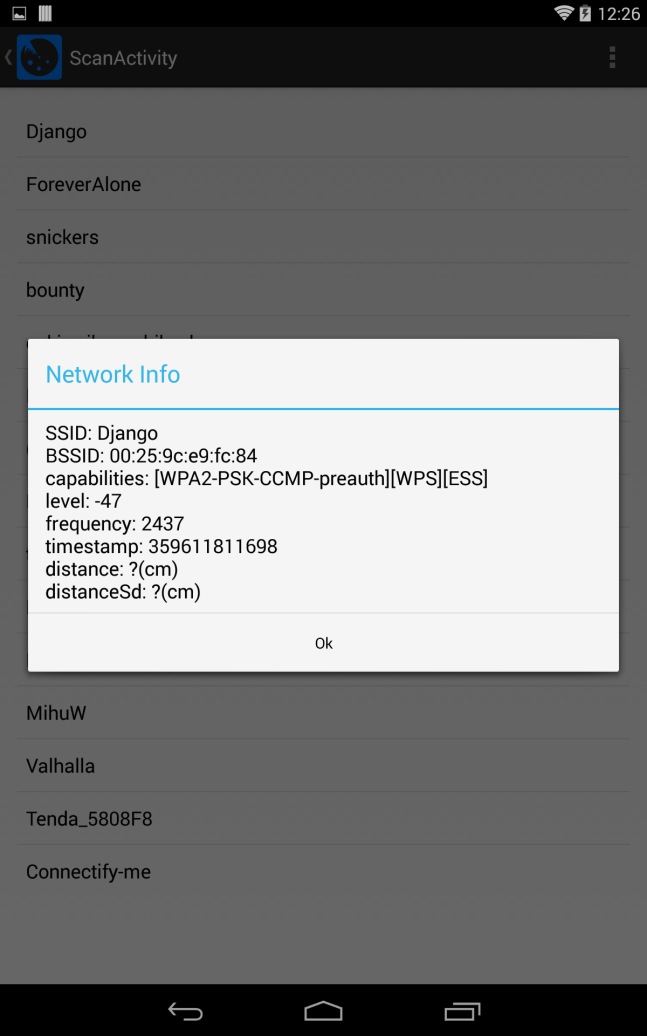 12:26
ScanActivity
Django
ForeverAlone
snickers
bounty
Network Info
SSID: Django
BSSID: 00:25:9c:e9:fc:84
capabilities: [WPA2-PSK-CCMP-preauth][WPS][ESS]
level: -47
frequency: 2437
timestamp: 359611811698
distance: ?(cm)
distanceSd: ?(cm)
Ok
MihuW
Valhalla
Tenda_5808F8
Connectify-me